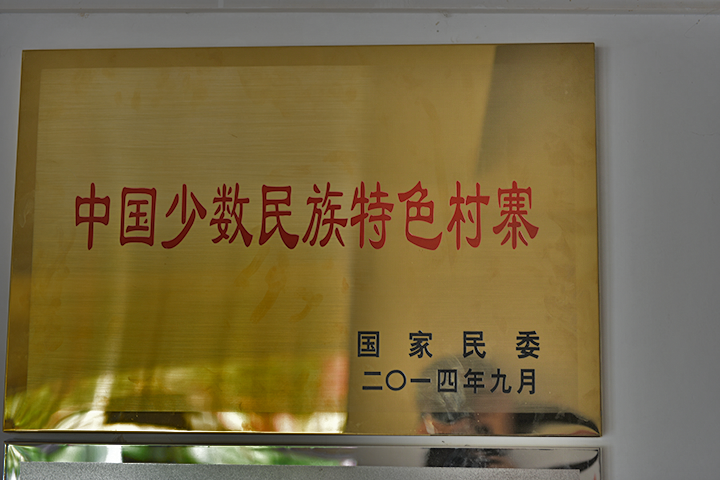 中国少数民族特色村寨
国家民委
二〇一四年九月